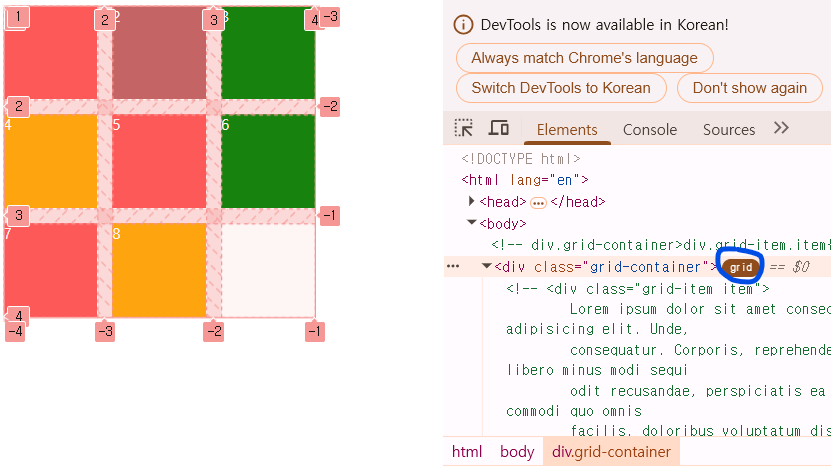 1
2
2
3
3
4
-3
2
-2
4
5
6
3
-1
7
8
4
-4
-3
-2
-1
DevTools is now available in Korean!
Always match Chrome's language
Switch DevTools to Korean
Don't show again
Elements
Console
Sources
<!DOCTYPE html>
<html lang="en">
<head> </head>
<body>
<!-- div.grid-container>div.grid-item.item{
<div class="grid-container"> grid == $0
<!-- <div class="grid-item item">
Lorem ipsum dolor sit amet consec
adipisicing elit. Unde,
consequatur. Corporis, reprehende
libero minus modi sequi
odit recusandae, perspiciatis ea
commodi quo omnis
facilis, doloribus voluptatum dis
html
body
div.grid-container